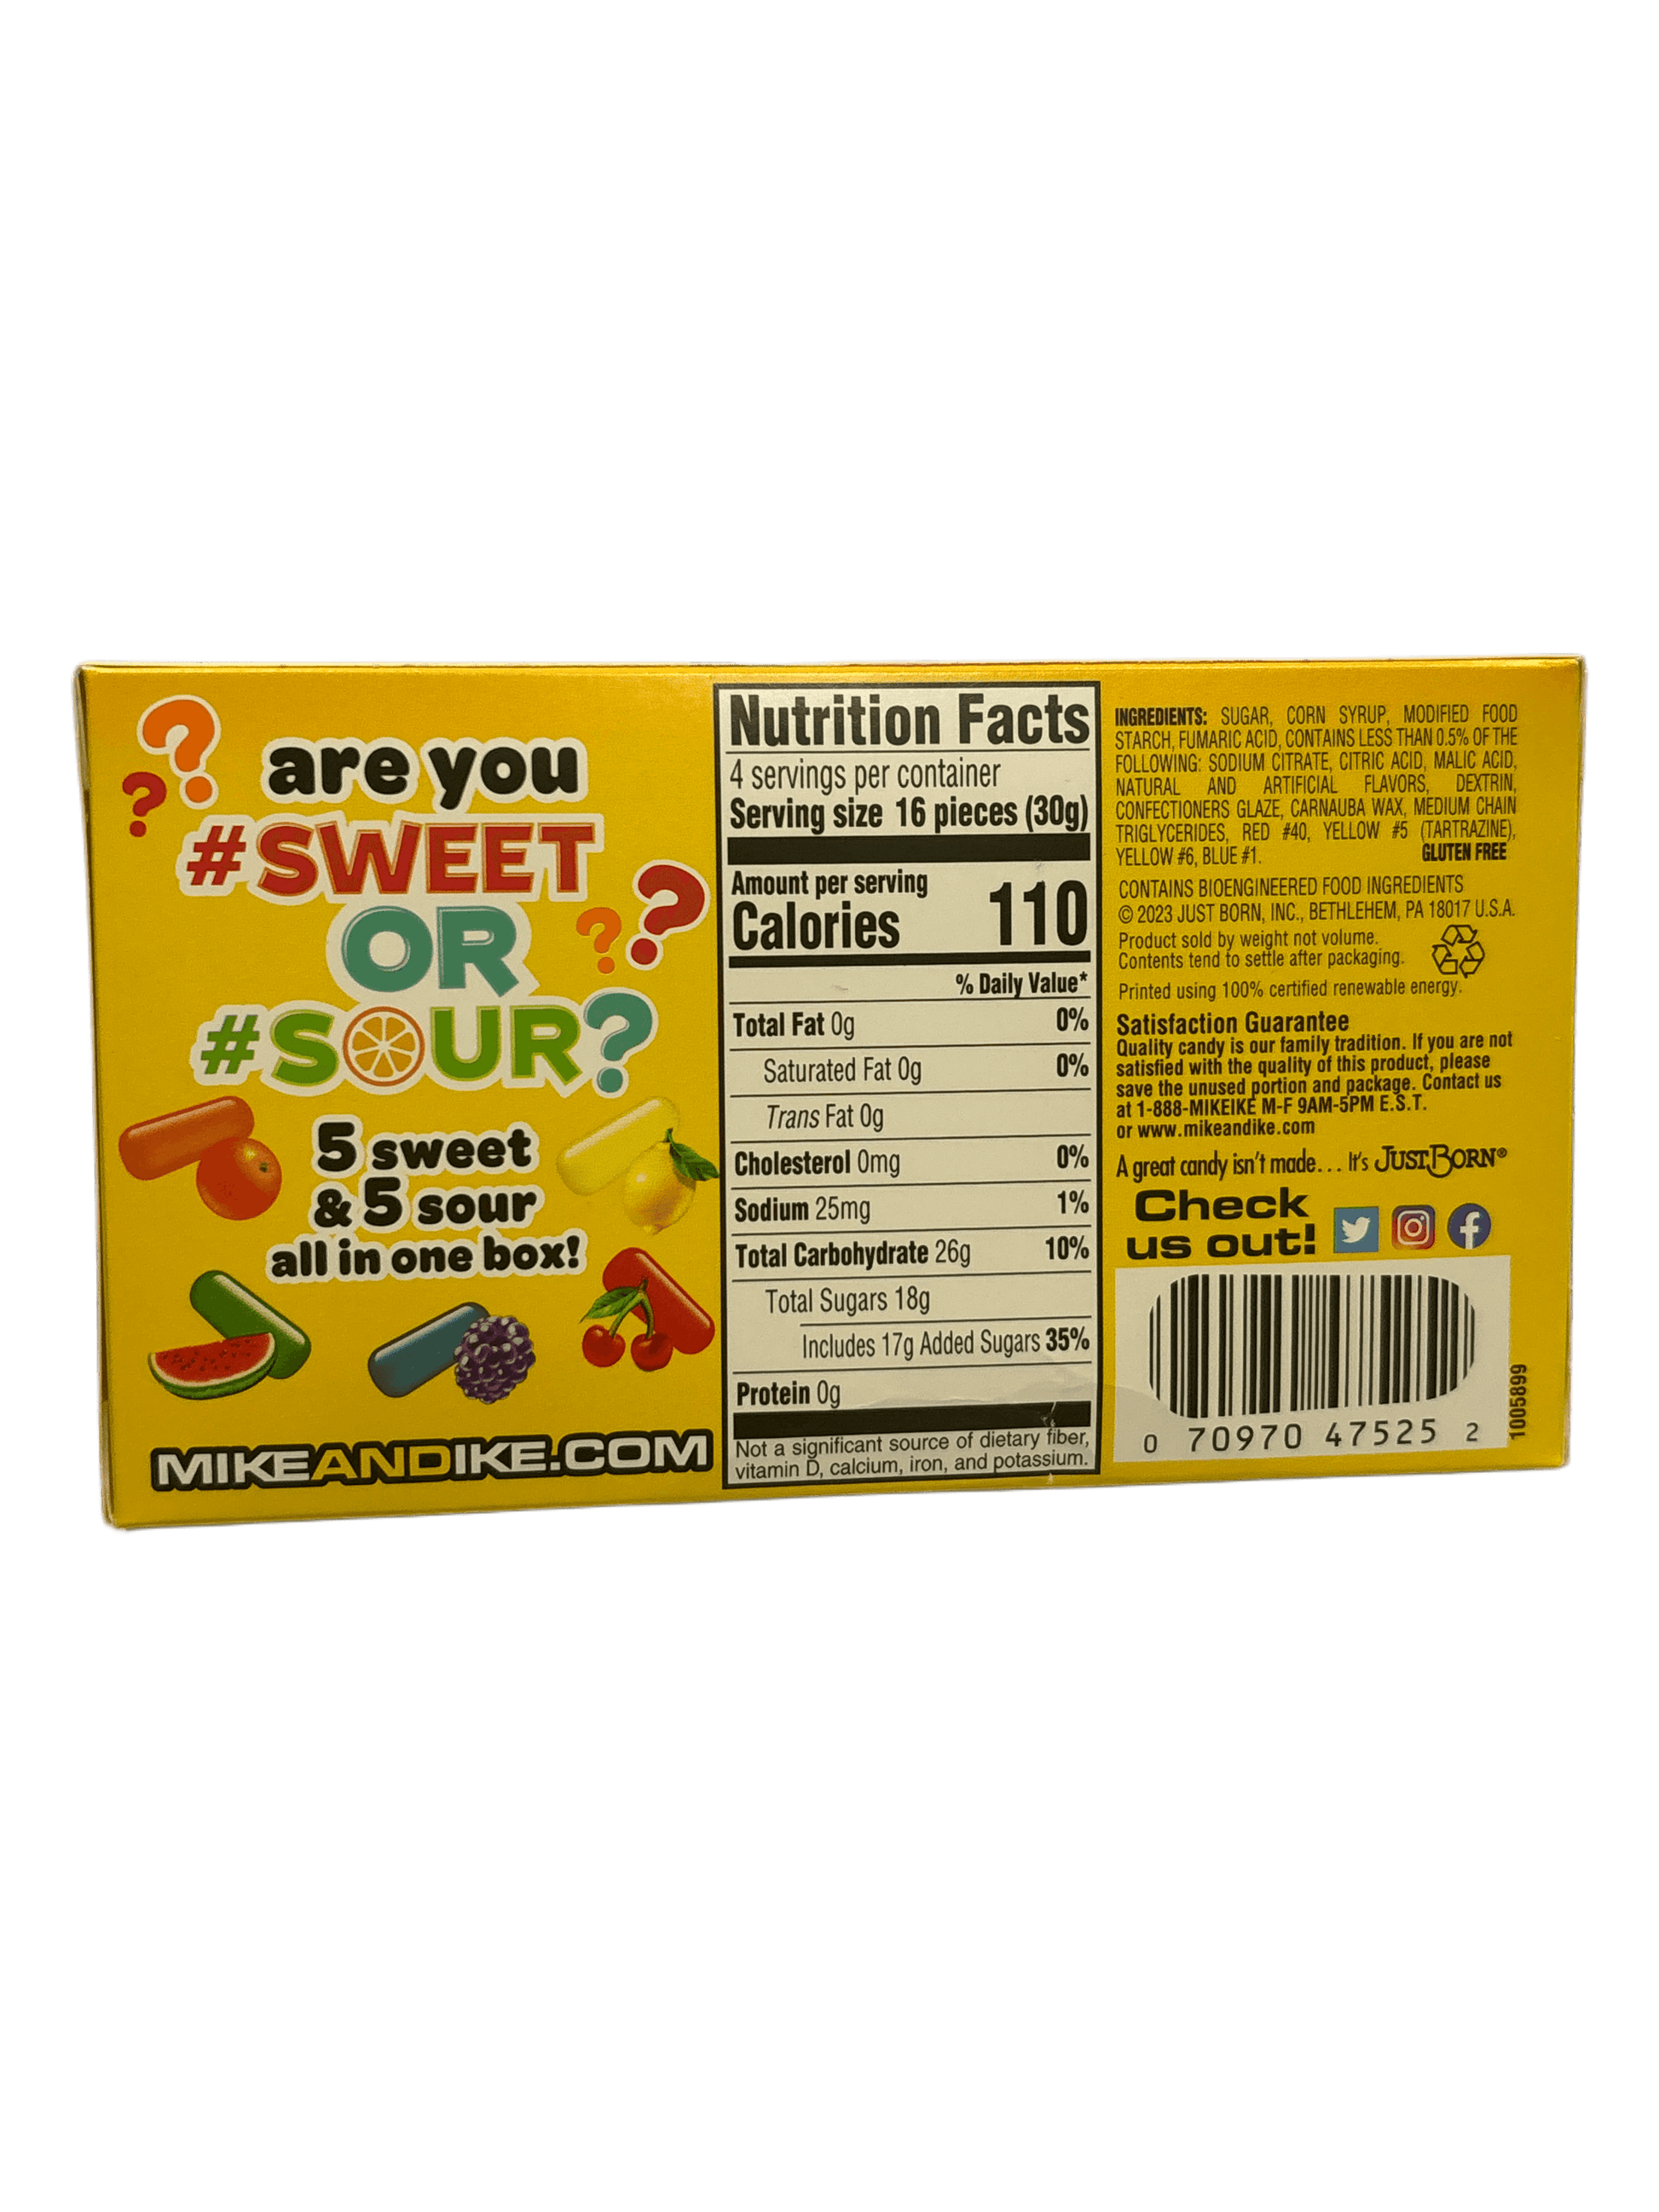 are you
#SWEET
OR
#SOUR?
5 sweet
& 5 sour
all in one box!
MIKEANDIKE.COM
Nutrition Facts
4 servings per container
Serving size 16 pieces (30g)
Amount per serving
Calories 110
% Daily Value*
Total Fat 0g 0%
Saturated Fat 0g 0%
Trans Fat 0g
Cholesterol 0mg 0%
Sodium 25mg 1%
Total Carbohydrate 26g 10%
Total Sugars 18g
Includes 17g Added Sugars 35%
Protein 0g
Not a significant source of dietary fiber,
vitamin D, calcium, iron, and potassium.
INGREDIENTS: SUGAR, CORN SYRUP, MODIFIED FOOD
STARCH, FUMARIC ACID, CONTAINS LESS THAN 0.5% OF THE
FOLLOWING: SODIUM CITRATE, CITRIC ACID, MALIC ACID,
NATURAL AND ARTIFICIAL FLAVORS, DEXTRIN,
CONFECTIONERS GLAZE, CARNAUBA WAX, MEDIUM CHAIN
TRIGLYCERIDES, RED #40, YELLOW #5 (TARTRAZINE),
YELLOW #6, BLUE #1. GLUTEN FREE
CONTAINS BIOENGINEERED FOOD INGREDIENTS
© 2023 JUST BORN, INC., BETHLEHEM, PA 18017 U.S.A.
Product sold by weight not volume.
Contents tend to settle after packaging.
Printed using 100% certified renewable energy.
Satisfaction Guarantee
Quality candy is our family tradition. If you are not
satisfied with the quality of this product, please
save the unused portion and package. Contact us
at 1-888-MIKEIKE M-F 9AM-5PM E.S.T.
or www.mikeandike.com
A great candy isn't made... It's JUST BORN®
Check
us out!
0 70970 47525 2
1005899